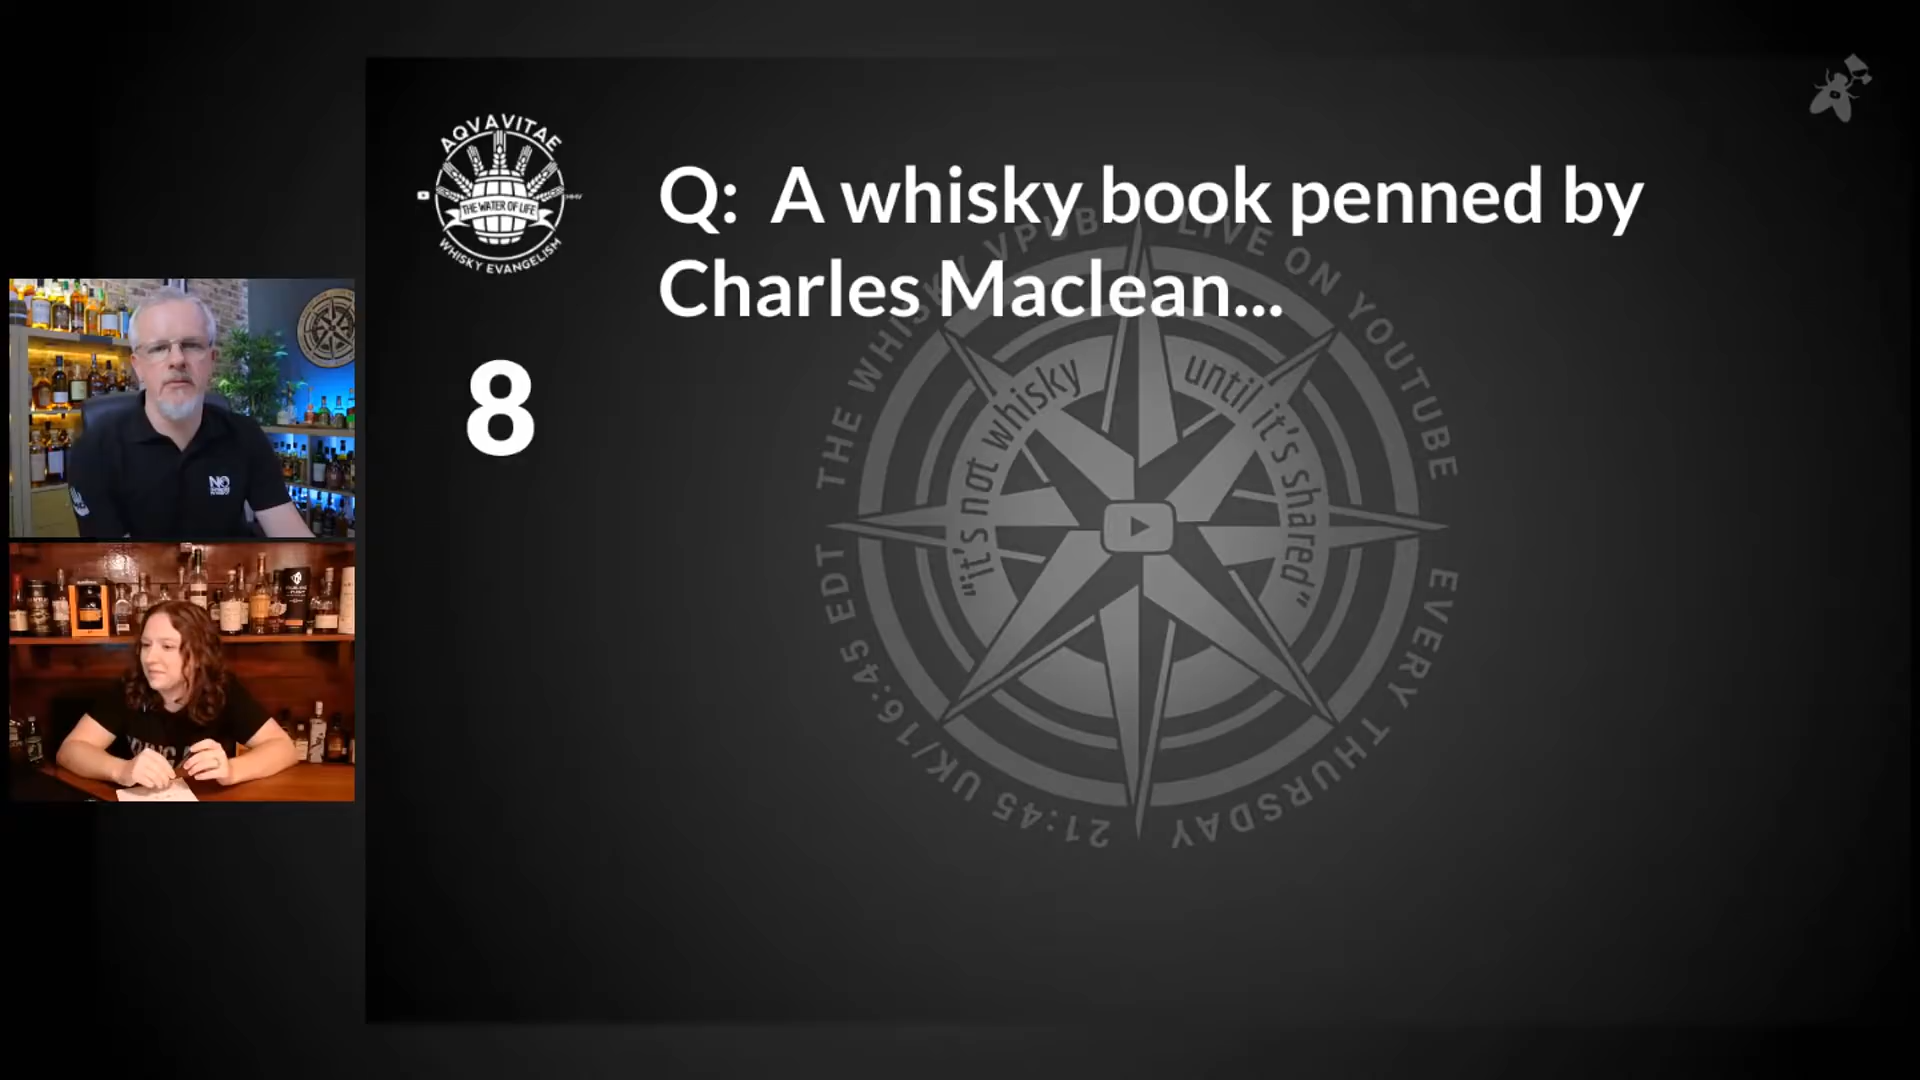 AQVAVITAE
THE WATER OF LIFE
WHISKY EVANGELISM
Q: A whisky book penned by
Charles Maclean...
8
THE WHISKY VPUB
LIVE ON YOUTUBE
"it's not whisky
until it's shared"
EVERY THURSDAY
21:45 UK/16:45 EDT
NO